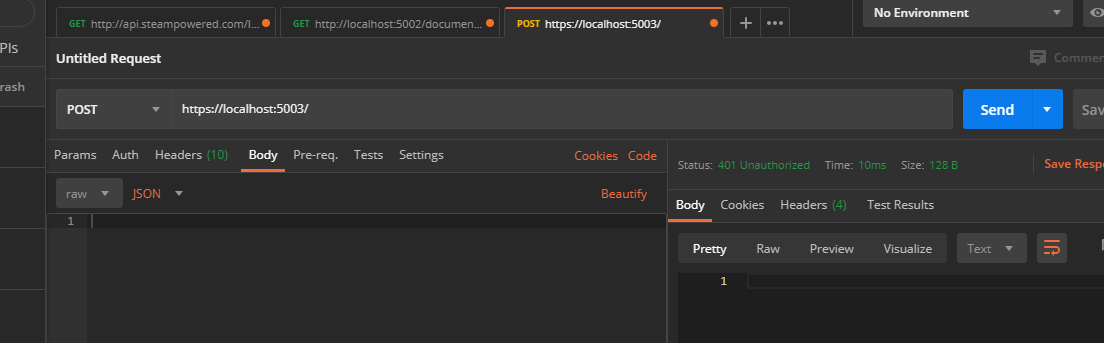 GET http://api.steampowered.com/I... GET http://localhost:5002/documen... POST https://localhost:5003/ + ••• No Environment
PIs
Untitled Request Commen
rash
POST https://localhost:5003/ Send Sav
Params Auth Headers (10) Body Pre-req. Tests Settings Cookies Code
Status: 401 Unauthorized Time: 10ms Size: 128 B Save Respo
raw JSON Beautify
Body Cookies Headers (4) Test Results
1
Pretty Raw Preview Visualize Text
1